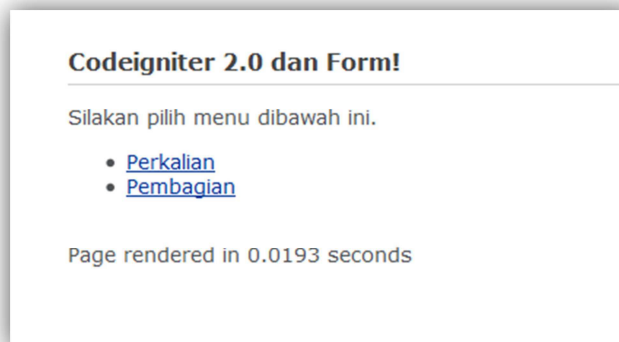 Codeigniter 2.0 dan Form!
Silakan pilih menu dibawah ini.
Perkalian
Pembagian
Page rendered in 0.0193 seconds